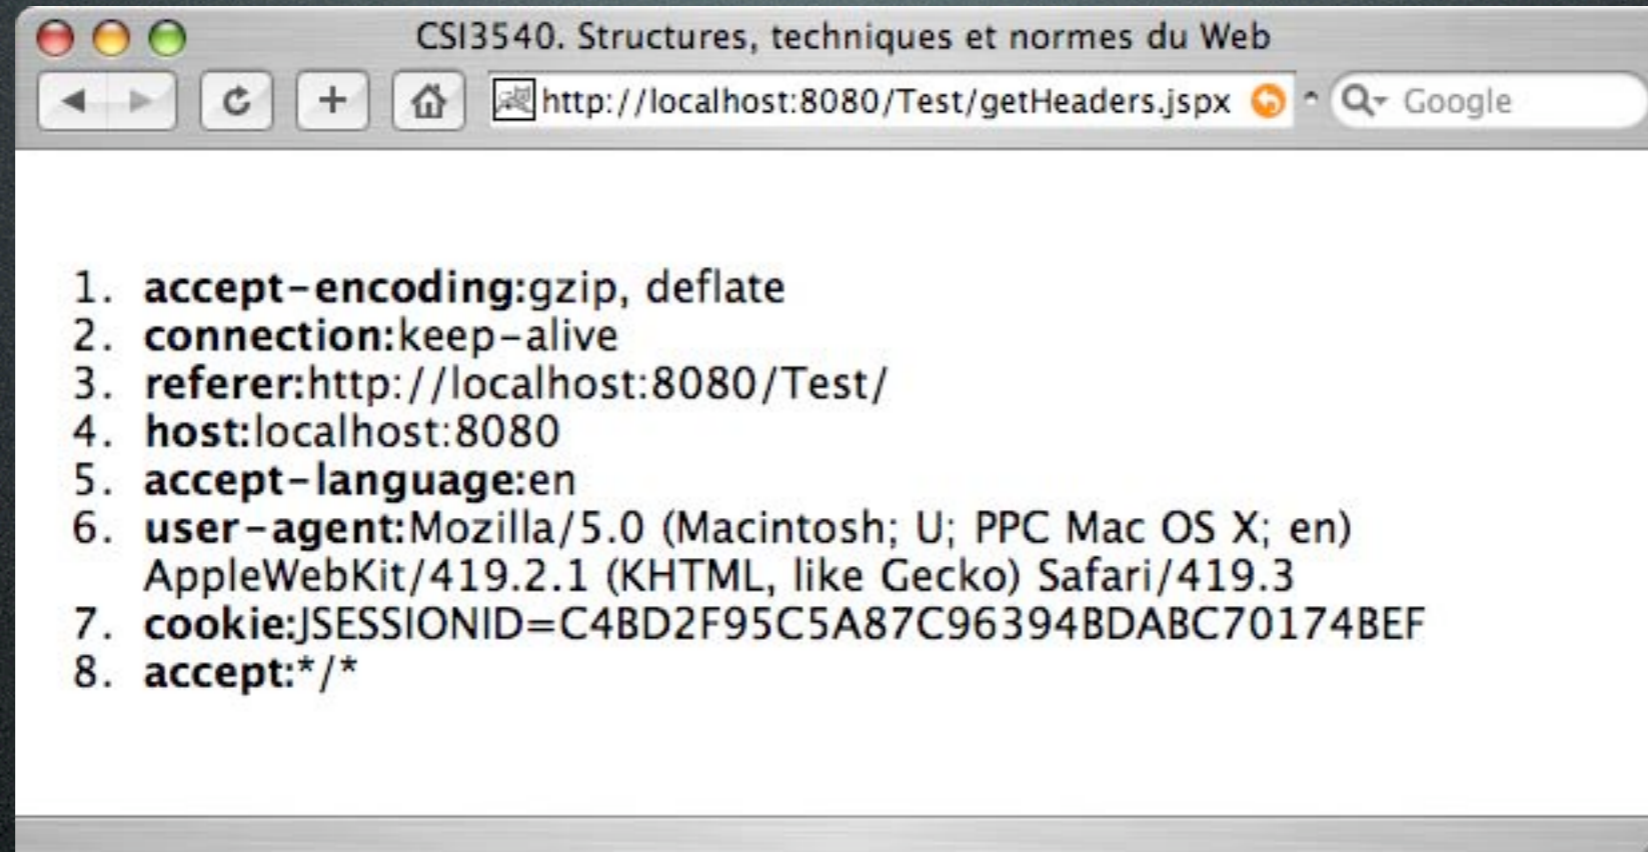 CSI3540. Structures, techniques et normes du Web
http://localhost:8080/Test/getHeaders.jspx Google
1. accept-encoding:gzip, deflate
2. connection:keep-alive
3. referer:http://localhost:8080/Test/
4. host:localhost:8080
5. accept-language:en
6. user-agent:Mozilla/5.0 (Macintosh; U; PPC Mac OS X; en)
AppleWebKit/419.2.1 (KHTML, like Gecko) Safari/419.3
7. cookie:JSESSIONID=C4BD2F95C5A87C96394BDABC70174BEF
8. accept:*/*